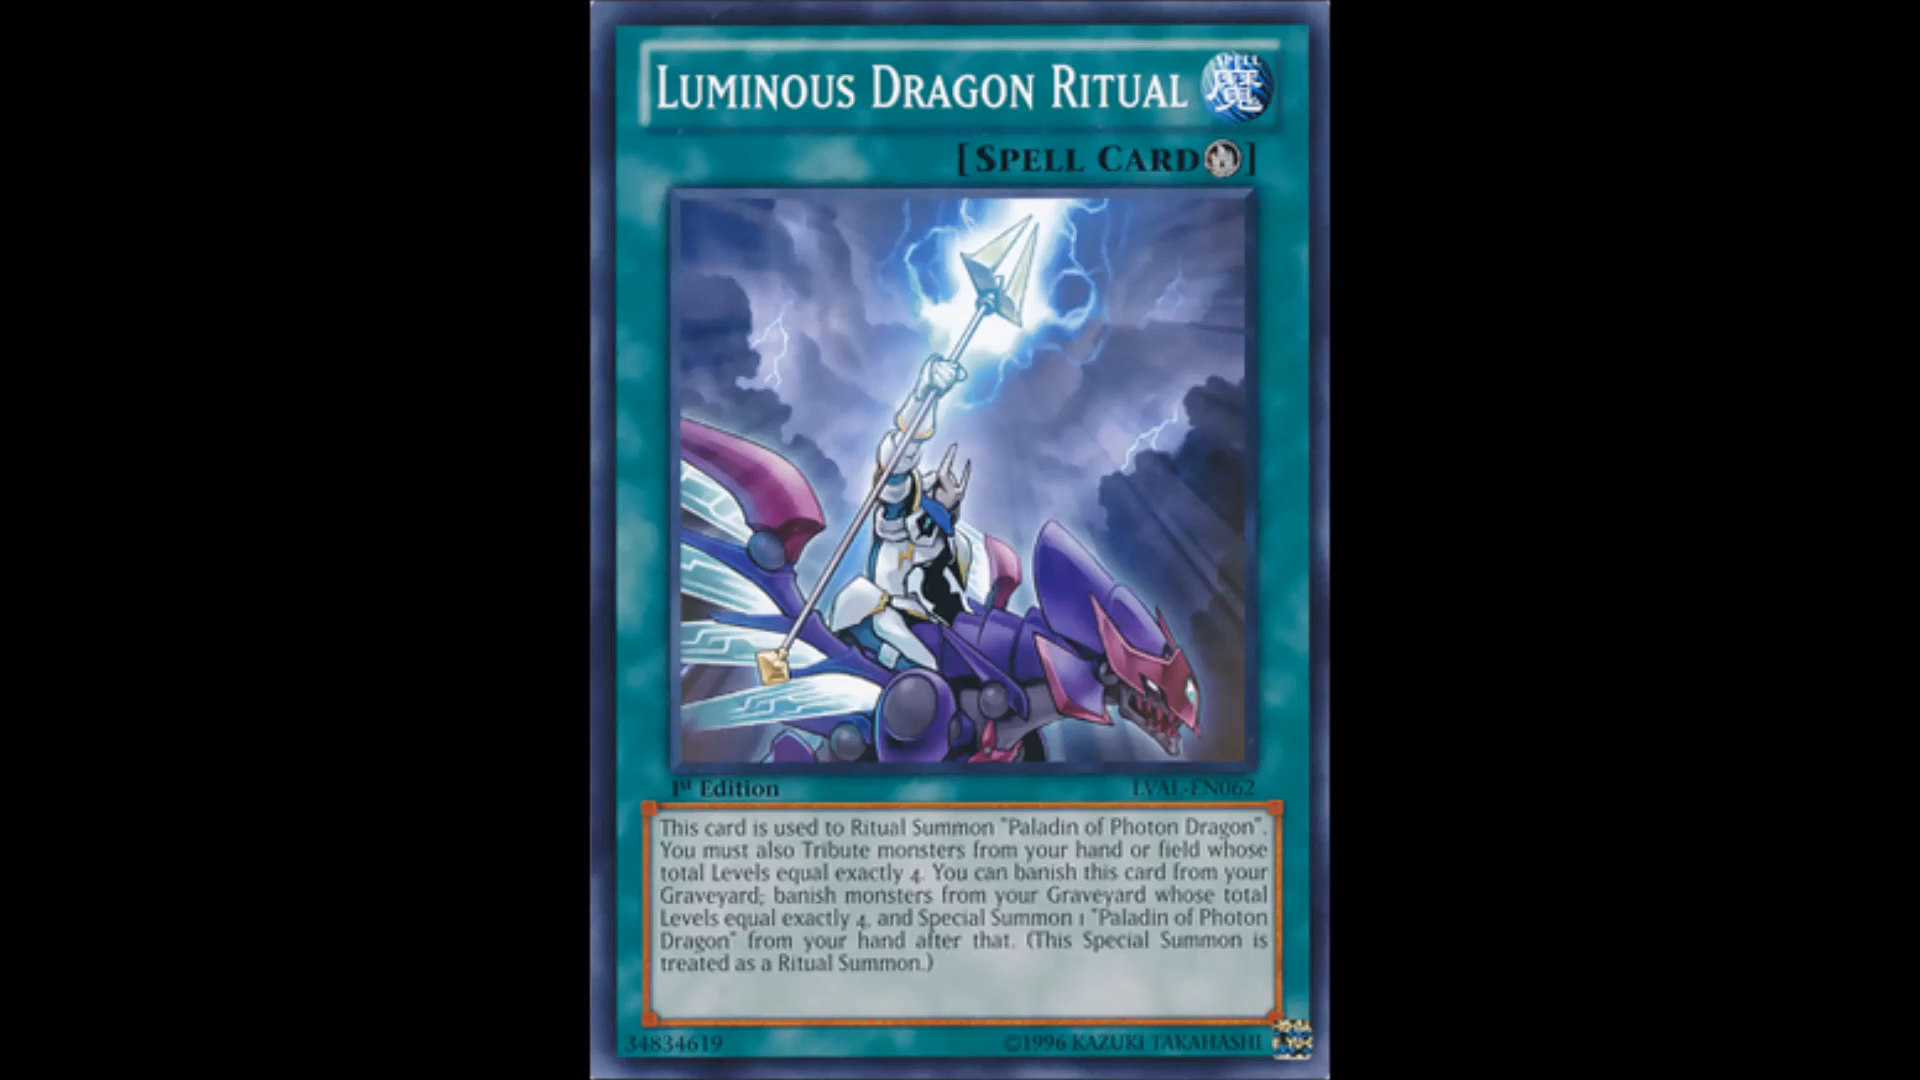 LUMINOUS DRAGON RITUAL
SPELL
魔
[SPELL CARD]
1st Edition
LVAL-EN062
This card is used to Ritual Summon "Paladin of Photon Dragon".
You must also Tribute monsters from your hand or field whose
total Levels equal exactly 4. You can banish this card from your
Graveyard; banish monsters from your Graveyard whose total
Levels equal exactly 4, and Special Summon 1 "Paladin of Photon
Dragon" from your hand after that. (This Special Summon is
treated as a Ritual Summon.)
34834619
©1996 KAZUKI TAKAHASHI